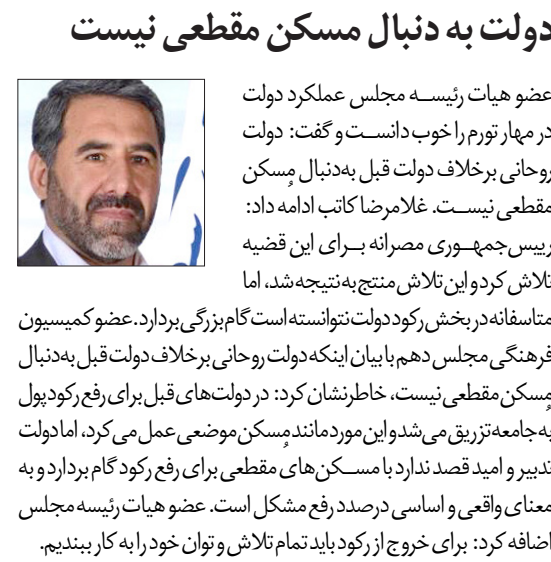 دولت به دنبال مسکن مقطعی نیست
عضو هیات رئیسه مجلس عملکرد دولت
در مهار تورم را خوب دانست و گفت: دولت
روحانی برخلاف دولت قبل به‌دنبال مٍسکن
مقطعی نیست. غلامرضا کاتب ادامه داد:
رییس‌جمهوری مصرانه برای این قضیه
تلاش کرد و این تلاش منتج به نتیجه شد، اما
متاسفانه در بخش رکود دولت نتوانسته است گام بزرگی بردارد. عضو کمیسیون
فرهنگی مجلس دهم با بیان اینکه دولت روحانی برخلاف دولت قبل به‌دنبال
مٍسکن مقطعی نیست، خاطرنشان کرد: در دولت‌های قبل برای رفع رکود پول
به جامعه تزریق می‌شد و این مورد مانند مٍسکن موضعی عمل می‌کرد، اما دولت
تدبیر و امید قصد ندارد با مسکن‌های مقطعی برای رفع رکود گام بردارد و به
معنای واقعی و اساسی درصدد رفع مشکل است. عضو هیات رئیسه مجلس
اضافه کرد: برای خروج از رکود باید تمام تلاش و توان خود را به کار ببندیم.